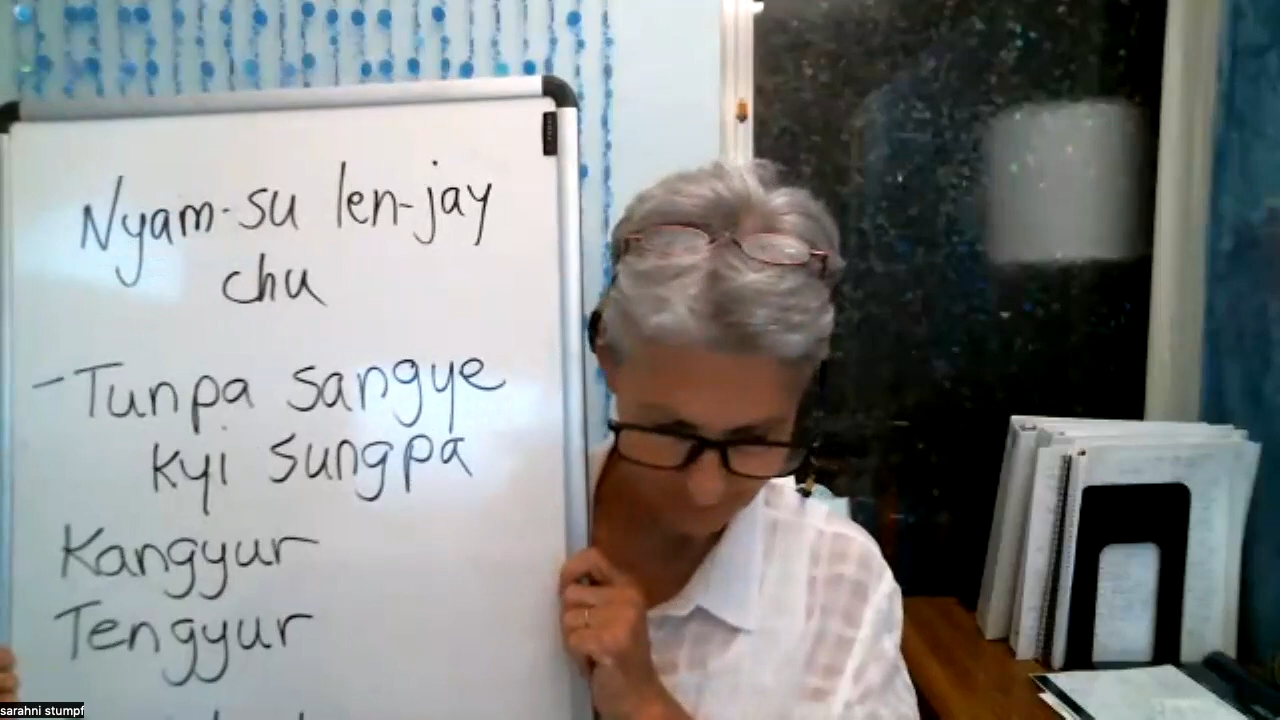 Nyam-su len-jay
chu
-Tunpa sangye
kyi sungpa
Kangyur
Tengyur
sarahni stumpf